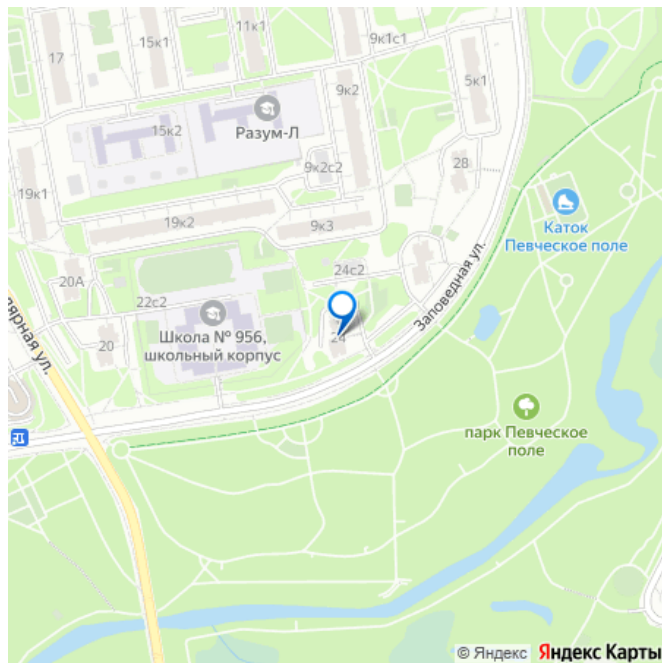 17
15к1
11к1
9к1с1
5к1
9к2
Разум-Л
15к2
9к2с2
28
19к1
19к2
9к3
Каток
Певческое поле
20А
24с2
Заповедная ул.
22с2
Школа № 956,
школьный корпус
20
24
ярная ул.
парк Певческое
поле
© Яндекс Яндекс Карты